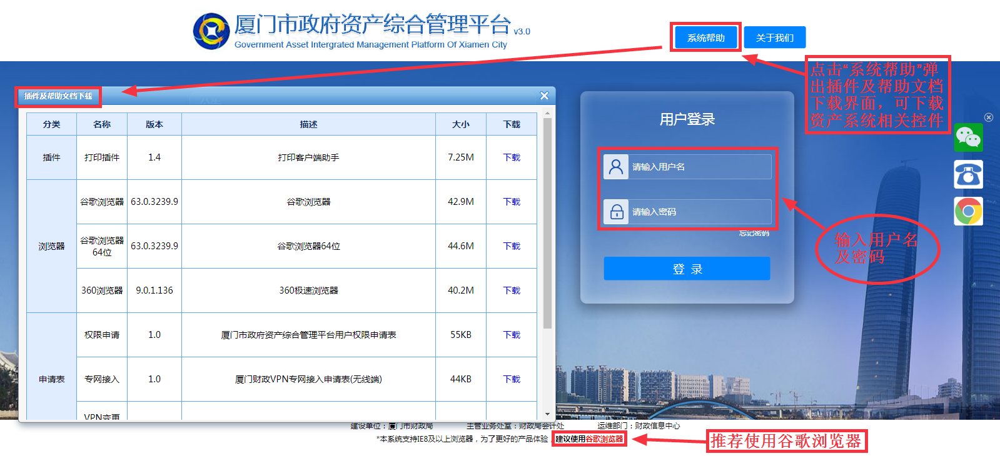 厦门市政府资产综合管理平台 v3.0
Government Asset Intergrated Management Platform Of Xiamen City
系统帮助
关于我们
点击“系统帮助”弹
出插件及帮助文档
下载界面，可下载
资产系统相关控件
插件及帮助文档下载
分类 名称 版本 描述 大小 下载
插件 打印插件 1.4 打印客户端助手 7.25M 下载
浏览器
谷歌浏览器 63.0.3239.9 谷歌浏览器 42.9M 下载
谷歌浏览器
64位
63.0.3239.9 谷歌浏览器64位 44.6M 下载
360浏览器 9.0.1.136 360极速浏览器 40.2M 下载
申请表
权限申请 1.0 厦门市政府资产综合管理平台用户权限申请表 55KB 下载
专网接入 1.0 厦门财政VPN专网接入申请表(无线端) 44KB 下载
VPN变更
用户登录
请输入用户名
请输入密码
忘记密码
登 录
输入用户名
及密码
建设单位：厦门市财政局 主管业务处室：财政局会计处 运维部门：财政信息中心
*本系统支持IE8及以上浏览器，为了更好的产品体验，建议使用谷歌浏览器
推荐使用谷歌浏览器